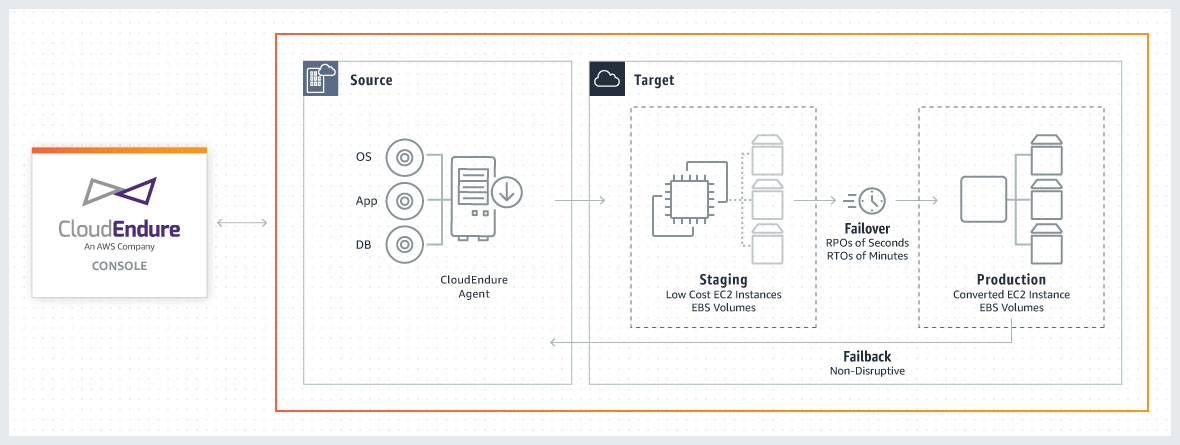 CloudEndure
An AWS Company
CONSOLE
Source
OS
App
DB
CloudEndure
Agent
Target
Staging
Low Cost EC2 Instances
EBS Volumes
Failover
RPOs of Seconds
RTOs of Minutes
Production
Converted EC2 Instance
EBS Volumes
Failback
Non-Disruptive